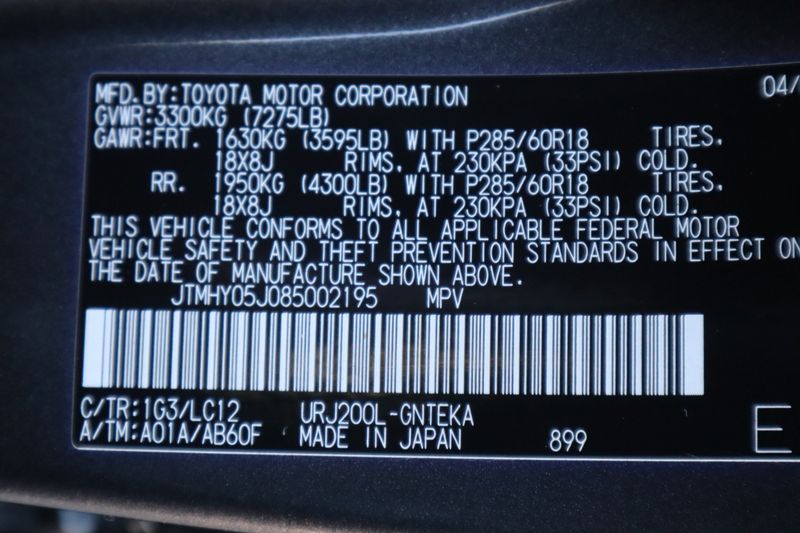 MFD.BY:TOYOTA MOTOR CORPORATION 04/
GVWR:3300KG (7275LB)
GAWR:FRT. 1630KG (3595LB) WITH P285/60R18 TIRES,
18X8J RIMS, AT 230KPA (33PSI) COLD.
RR. 1950KG (4300LB) WITH P285/60R18 TIRES,
18X8J RIMS, AT 230KPA (33PSI) COLD.
THIS VEHICLE CONFORMS TO ALL APPLICABLE FEDERAL MOTOR
VEHICLE SAFETY AND THEFT PREVENTION STANDARDS IN EFFECT ON
THE DATE OF MANUFACTURE SHOWN ABOVE.
JTMHY05J085002195 MPV
C/TR:1G3/LC12 URJ200L-GNTEKA
A/TM:A01A/AB60F MADE IN JAPAN 899 E